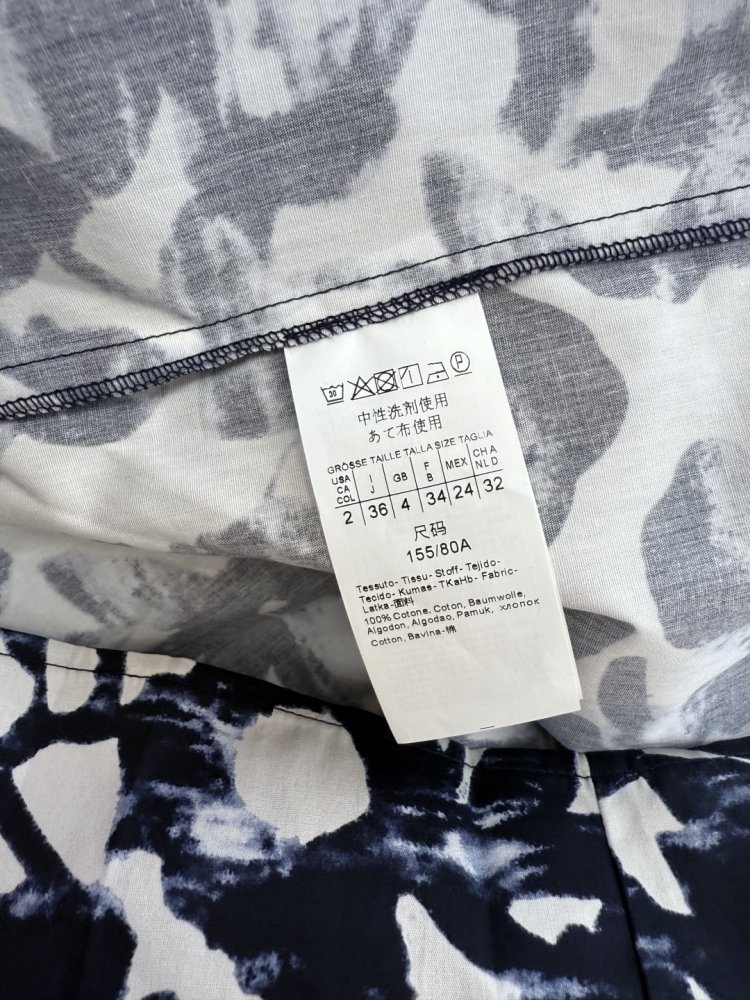 30 P
中性洗剤使用
あて布使用
GRÖSSE TAILLE TALLA SIZE TAGLIA
USA CA COL I J GB F B MEX CH A NL D
2 36 4 34 24 32
尺码
155/80A
Tessuto- Tissu- Stoff- Tejido-
Tecido- Kumas- TKaHb- Fabric-
Latka-面料
100% Cotone, Coton, Baumwolle,
Algodon, Algodao, Pamuk, хлопок
Cotton, Bavlna-棉